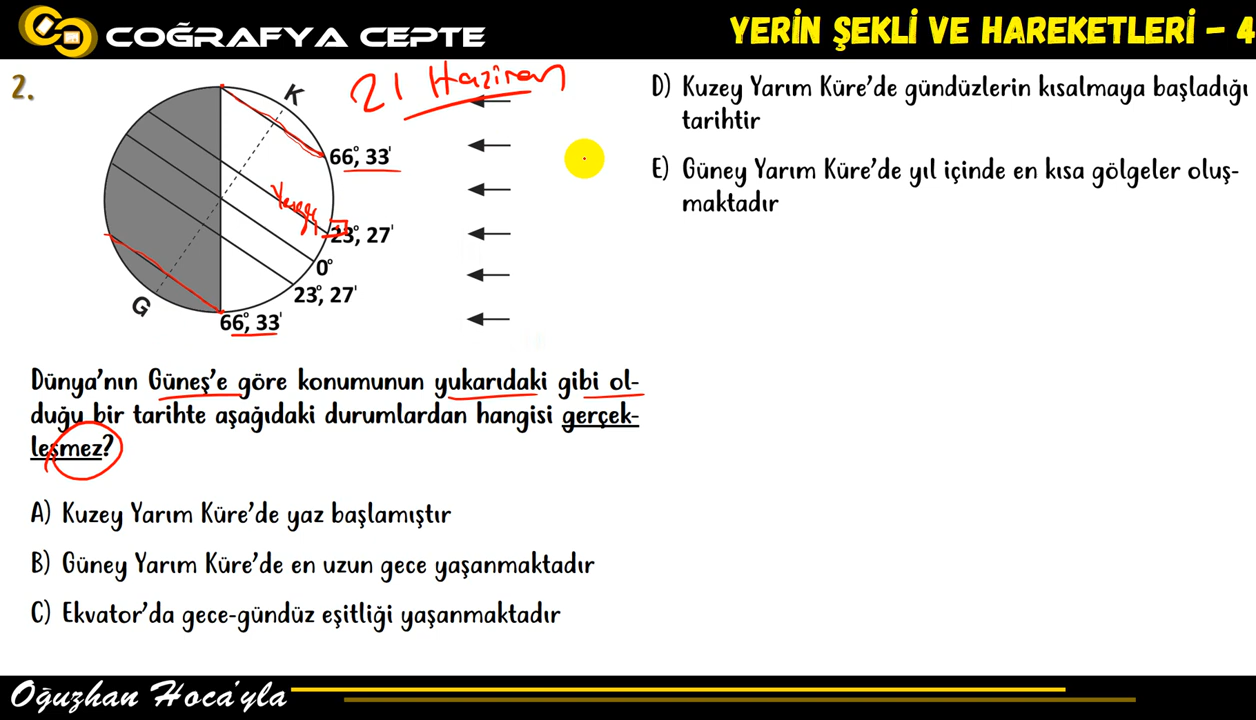 COĞRAFYA CEPTE
YERİN ŞEKLİ VE HAREKETLERİ – 4
2.
21 Haziran
K
66°, 33'
Yengeç
23°, 27'
0°
23°, 27'
G
66°, 33'
Dünya'nın Güneş'e göre konumunun yukarıdaki gibi ol-
duğu bir tarihte aşağıdaki durumlardan hangisi gerçek-
leşmez?
A) Kuzey Yarım Küre'de yaz başlamıştır
B) Güney Yarım Küre'de en uzun gece yaşanmaktadır
C) Ekvator'da gece-gündüz eşitliği yaşanmaktadır
D) Kuzey Yarım Küre'de gündüzlerin kısalmaya başladığı
tarihtir
E) Güney Yarım Küre'de yıl içinde en kısa gölgeler oluş-
maktadır
Oğuzhan Hoca'yla